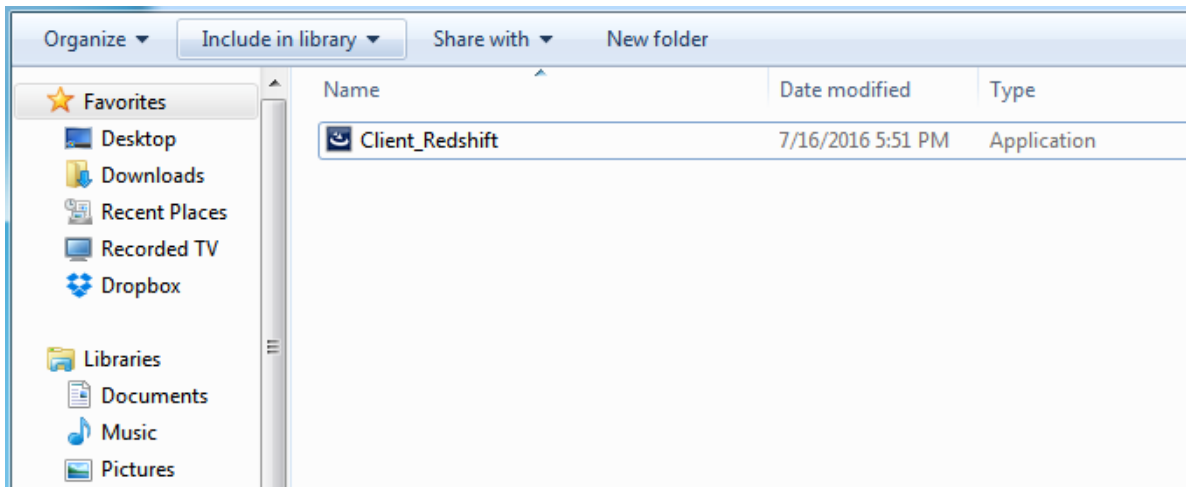 Organize Include in library Share with New folder
Favorites
Desktop
Downloads
Recent Places
Recorded TV
Dropbox
Libraries
Documents
Music
Pictures
Name Date modified Type
Client_Redshift 7/16/2016 5:51 PM Application